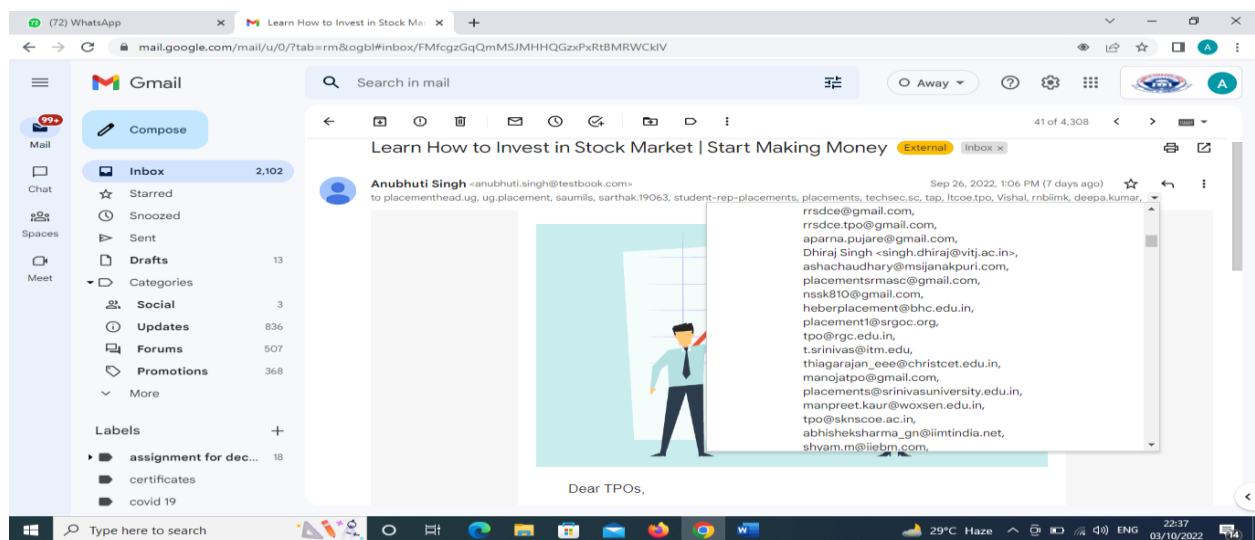 (72) WhatsApp
Learn How to Invest in Stock Mar
mail.google.com/mail/u/0/?tab=rm&ogbl#inbox/FMfcgzGqQmMSJMHHQGzxPxRtBMRWCklV
A
Gmail
Search in mail
Away
A
99+
Mail
Chat
Spaces
Meet
Compose
Inbox 2,102
Starred
Snoozed
Sent
Drafts 13
Categories
Social 3
Updates 836
Forums 507
Promotions 368
More
Labels
assignment for dec... 18
certificates
covid 19
41 of 4,308
Learn How to Invest in Stock Market | Start Making Money External Inbox x
Anubhuti Singh <anubhuti.singh@testbook.com> Sep 26, 2022, 1:06 PM (7 days ago)
to placementhead.ug, ug.placement, saumils, sarthak.19063, student-rep-placements, placements, techsec.sc, tap, ltcoe.tpo, Vishal, rnbiimk, deepa.kumar,
rrsdce@gmail.com,
rrsdce.tpo@gmail.com,
aparna.pujare@gmail.com,
Dhiraj Singh <singh.dhiraj@vitj.ac.in>,
ashachaudhary@msijanakpuri.com,
placementsrmasc@gmail.com,
nssk810@gmail.com,
heberplacement@bhc.edu.in,
placement1@srgoc.org,
tpo@rgc.edu.in,
t.srinivas@itm.edu,
thiagarajan_eee@christcet.edu.in,
manojatpo@gmail.com,
placements@srinivasuniversity.edu.in,
manpreet.kaur@woxsen.edu.in,
tpo@sknscoe.ac.in,
abhisheksharma_gn@iimtindia.net,
shyam.m@iiebm.com,
Dear TPOs,
Type here to search
29°C Haze
ENG
22:37
03/10/2022
14